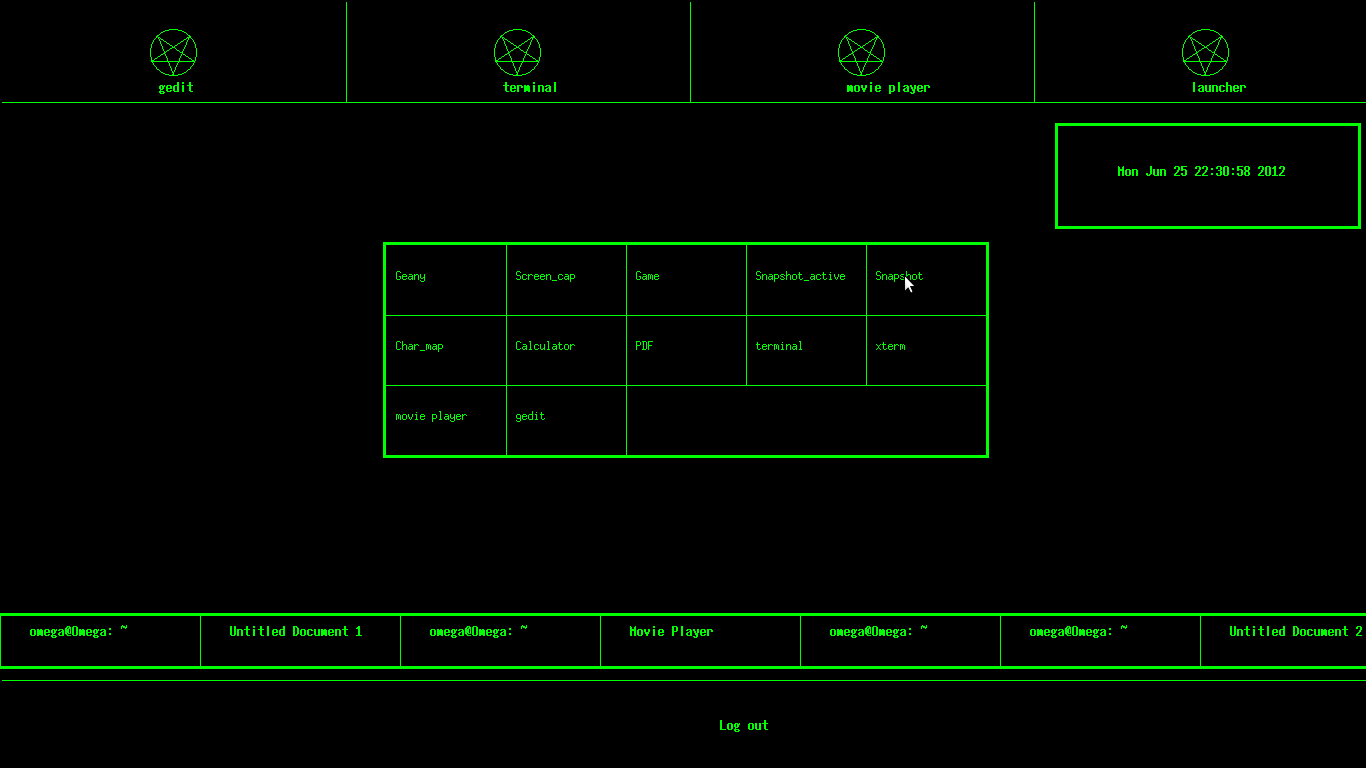 gedit terminal movie player launcher
Mon Jun 25 22:30:58 2012
Geany Screen_cap Game Snapshot_active Snapshot
Char_map Calculator PDF terminal xterm
movie player gedit
omega@Omega: ~ Untitled Document 1 omega@Omega: ~ Movie Player omega@Omega: ~ omega@Omega: ~ Untitled Document 2
Log out